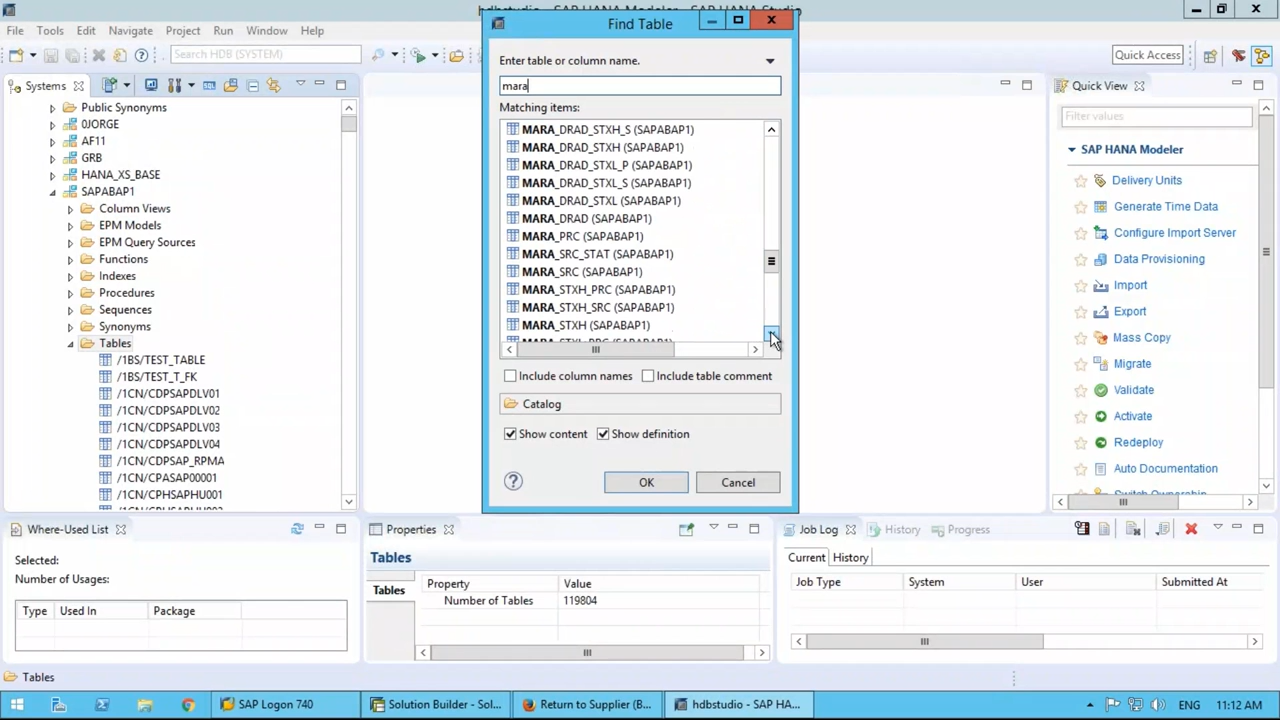 hdbstudio - SAP HANA Modeler - SAP HANA Studio
Find Table
File Tools Edit Navigate Project Run Window Help
Search HDB (SYSTEM)
Quick Access
Systems
Public Synonyms
0JORGE
AF11
GRB
HANA_XS_BASE
SAPABAP1
Column Views
EPM Models
EPM Query Sources
Functions
Indexes
Procedures
Sequences
Synonyms
Tables
/1BS/TEST_TABLE
/1BS/TEST_T_FK
/1CN/CDPSAPDLV01
/1CN/CDPSAPDLV02
/1CN/CDPSAPDLV03
/1CN/CDPSAPDLV04
/1CN/CDPSAP_RPMA
/1CN/CPASAP00001
/1CN/CPHSAPHU001
Enter table or column name.
mara
Matching items:
MARA_DRAD_STXH_S (SAPABAP1)
MARA_DRAD_STXH (SAPABAP1)
MARA_DRAD_STXL_P (SAPABAP1)
MARA_DRAD_STXL_S (SAPABAP1)
MARA_DRAD_STXL (SAPABAP1)
MARA_DRAD (SAPABAP1)
MARA_PRC (SAPABAP1)
MARA_SRC_STAT (SAPABAP1)
MARA_SRC (SAPABAP1)
MARA_STXH_PRC (SAPABAP1)
MARA_STXH_SRC (SAPABAP1)
MARA_STXH (SAPABAP1)
MARA_STXL_PRC (SAPABAP1)
Include column names Include table comment
Catalog
Show content Show definition
OK Cancel
Quick View
Filters
SAP HANA Modeler
Delivery Units
Generate Time Data
Configure Import Server
Data Provisioning
Import
Export
Mass Copy
Migrate
Validate
Activate
Redeploy
Auto Documentation
Switch Ownership
Where-Used List
Selected:
Number of Usages:
Type Used In Package
Properties
Tables
Tables
Property Value
Number of Tables 119804
Job Log History Progress
Current History
Job Type System User Submitted At
Tables
SAP Logon 740 Solution Builder - Sol... Return to Supplier (B... hdbstudio - SAP HA... ENG 11:12 AM